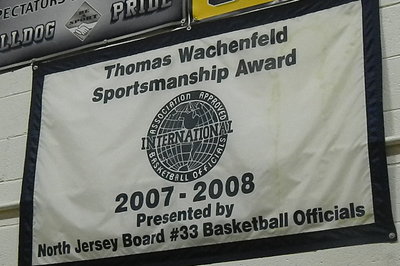 PECTATORS
PRIDE
LLDOG
Thomas Wachenfeld
Sportsmanship Award
ASSOCIATION APPROVED
INTERNATIONAL
BASKETBALL OFFICIALS
2007 - 2008
Presented by
North Jersey Board #33 Basketball Officials